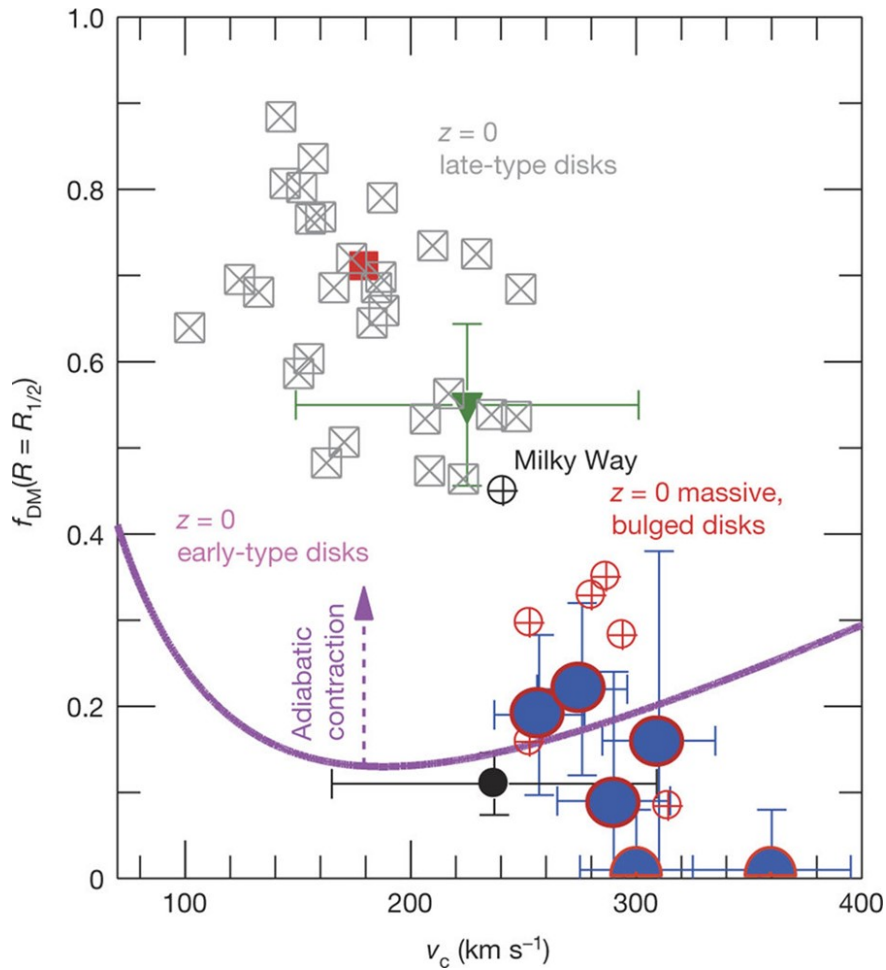 1.0
0.8
0.6
0.4
0.2
0
f_DM(R = R_1/2)
z = 0
late-type disks
Milky Way
z = 0 massive,
bulged disks
z = 0
early-type disks
Adiabatic
contraction
100
200
300
400
v_c (km s⁻¹)